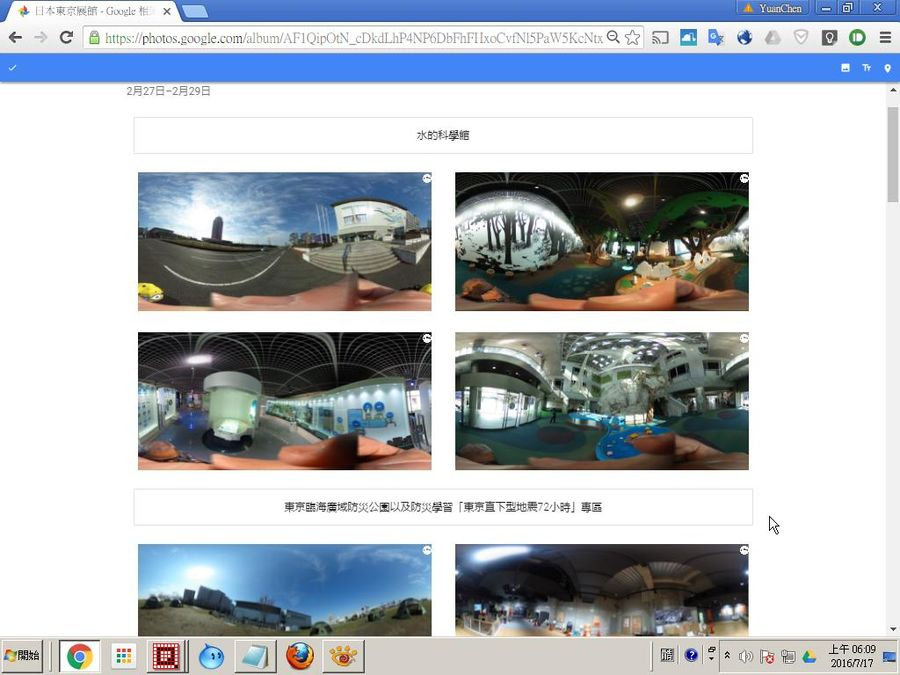 日本東京展館 - Google 相
YuanChen
https://photos.google.com/album/AF1QipOtN_cDkdLhP4NP6DbFhFHxoCvfNl5PaW5KcNtx
2月27日–2月29日
水的科學館
東京臨海廣域防災公園以及防災學習「東京直下型地震72小時」專區
開始
上午 06:09
2016/7/17